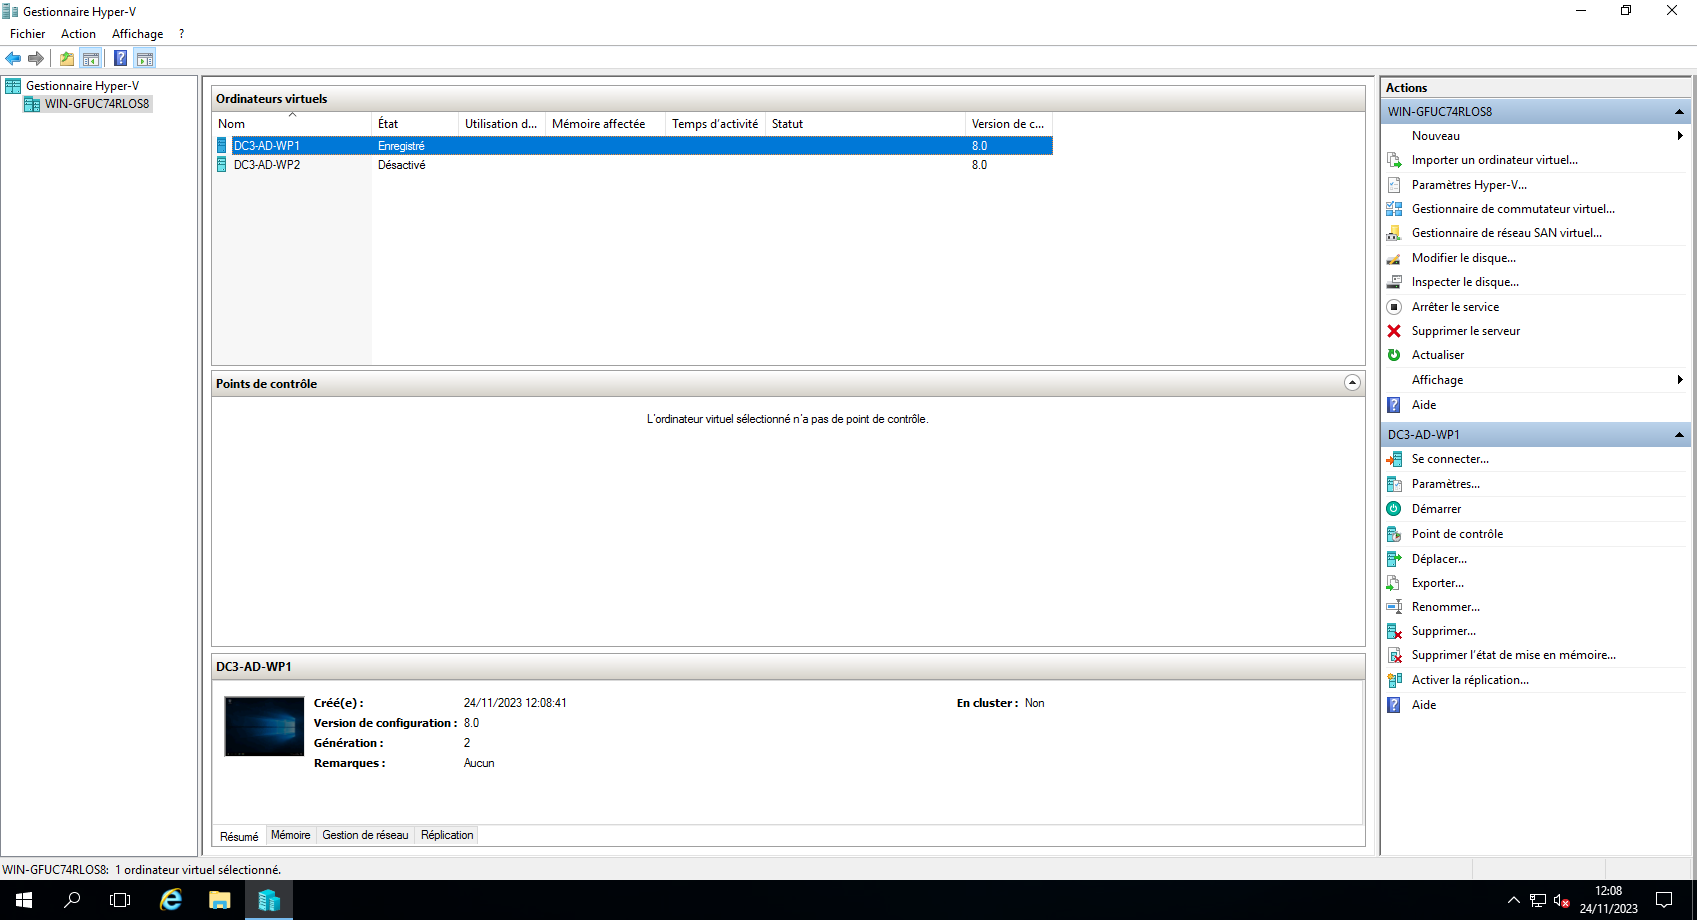 Gestionnaire Hyper-V
Fichier Action Affichage ?
Gestionnaire Hyper-V
WIN-GFUC74RLOS8
Ordinateurs virtuels
Nom État Utilisation d... Mémoire affectée Temps d'activité Statut Version de c...
DC3-AD-WP1 Enregistré 8.0
DC3-AD-WP2 Désactivé 8.0
Points de contrôle
L'ordinateur virtuel sélectionné n'a pas de point de contrôle.
DC3-AD-WP1
Créé(e) : 24/11/2023 12:08:41 En cluster : Non
Version de configuration : 8.0
Génération : 2
Remarques : Aucun
Résumé Mémoire Gestion de réseau Réplication
Actions
WIN-GFUC74RLOS8
Nouveau
Importer un ordinateur virtuel...
Paramètres Hyper-V...
Gestionnaire de commutateur virtuel...
Gestionnaire de réseau SAN virtuel...
Modifier le disque...
Inspecter le disque...
Arrêter le service
Supprimer le serveur
Actualiser
Affichage
Aide
DC3-AD-WP1
Se connecter...
Paramètres...
Démarrer
Point de contrôle
Déplacer...
Exporter...
Renommer...
Supprimer...
Supprimer l'état de mise en mémoire...
Activer la réplication...
Aide
WIN-GFUC74RLOS8: 1 ordinateur virtuel sélectionné.
12:08
24/11/2023